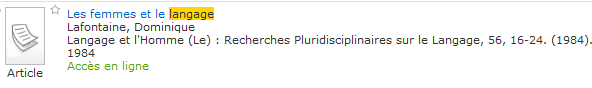 Les femmes et le langage
Lafontaine, Dominique
Langage et l'Homme (Le) : Recherches Pluridisciplinaires sur le Langage, 56, 16-24. (1984).
1984
Accès en ligne
Article